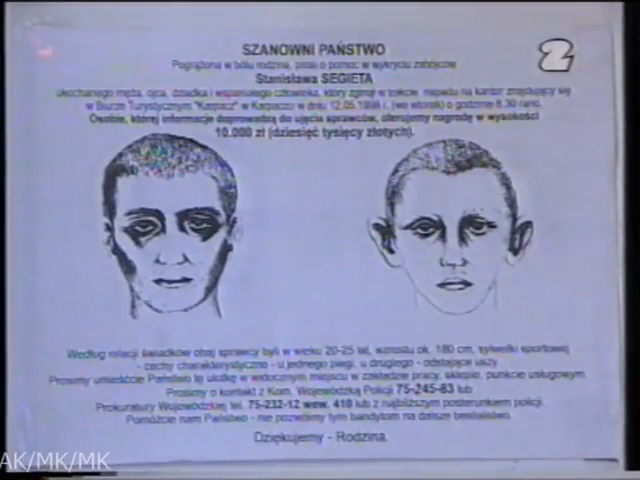 2
SZANOWNI PAŃSTWO
Pogrążona w bólu rodzina, prosi o pomoc w wykryciu zabójców
Stanisława SEGIETA
ukochanego męża, ojca, dziadka i wspaniałego człowieka, który zginął w trakcie napadu na kantor znajdujący się
w Biurze Turystycznym "Karpacz" w Karpaczu w dniu 12.05.1998 r. (we wtorek) o godzinie 8.30 rano.
Osobie, której informacje doprowadzą do ujęcia sprawców, oferujemy nagrodę w wysokości
10.000 zł (dziesięć tysięcy złotych).
Według relacji świadków obaj sprawcy byli w wieku 20-25 lat, wzrostu ok. 180 cm, sylwetki sportowej
- cechy charakterystyczne - u jednego piegi, u drugiego - odstające uszy.
Prosimy umieścić Państwo tę ulotkę w widocznym miejscu w zakładzie pracy, sklepie, punkcie usługowym.
Prosimy o kontakt z Kom. Wojewódzką Policji 75-245-83 lub
Prokuratury Wojewódzkiej tel. 75-232-12 wew. 410 lub z najbliższym posterunkiem policji.
Pomóżcie nam Państwo - nie pozwólmy tym bandytom na dalsze bestialstwo.
Dziękujemy - Rodzina
AK/MK/MK